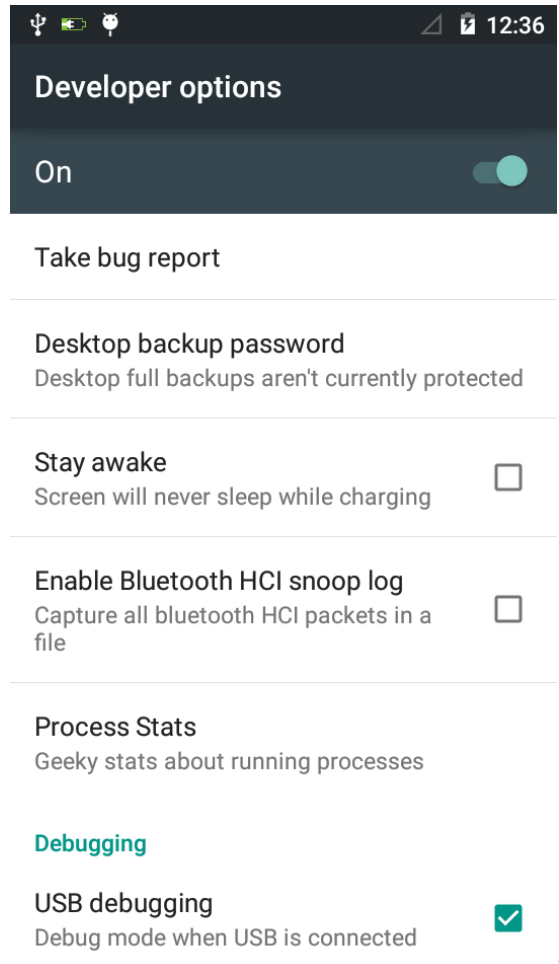 12:36
Developer options
On
Take bug report
Desktop backup password
Desktop full backups aren't currently protected
Stay awake
Screen will never sleep while charging
Enable Bluetooth HCI snoop log
Capture all bluetooth HCI packets in a
file
Process Stats
Geeky stats about running processes
Debugging
USB debugging
Debug mode when USB is connected